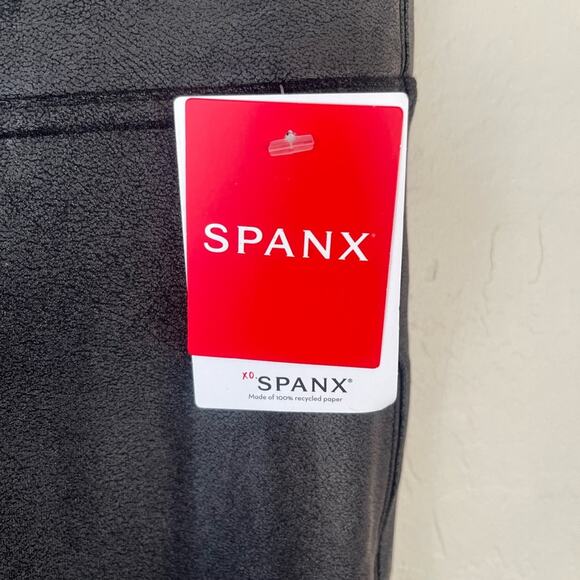 SPANX®
XO, SPANX®
Made of 100% recycled paper